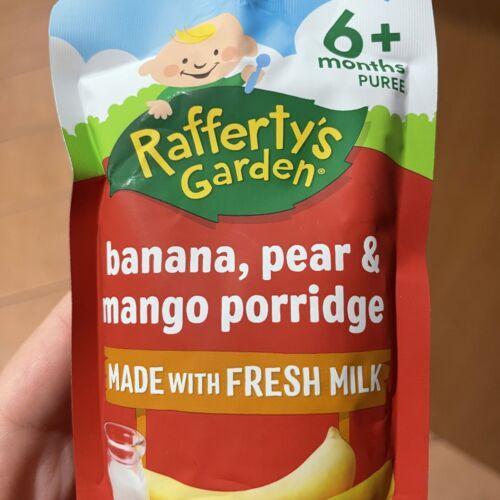 6+
months
PUREE
Rafferty's
Garden®
banana, pear &
mango porridge
MADE WITH FRESH MILK